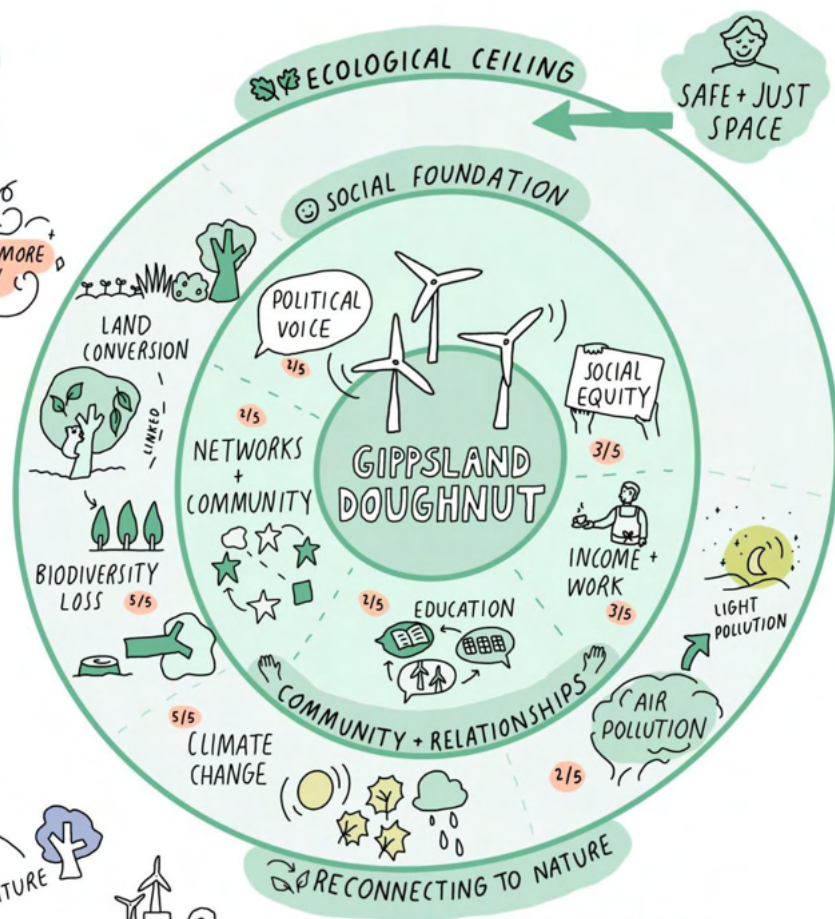 ECOLOGICAL CEILING
SAFE + JUST
SPACE
SOCIAL FOUNDATION
MORE
POLITICAL
VOICE
2/5
LAND
CONVERSION
LINKED
2/5
NETWORKS
+
COMMUNITY
GIPPSLAND
DOUGHNUT
SOCIAL
EQUITY
3/5
INCOME +
WORK
3/5
BIODIVERSITY
LOSS 5/5
2/5
EDUCATION
LIGHT
POLLUTION
COMMUNITY + RELATIONSHIPS
AIR
POLLUTION
2/5
5/5
CLIMATE
CHANGE
RECONNECTING TO NATURE